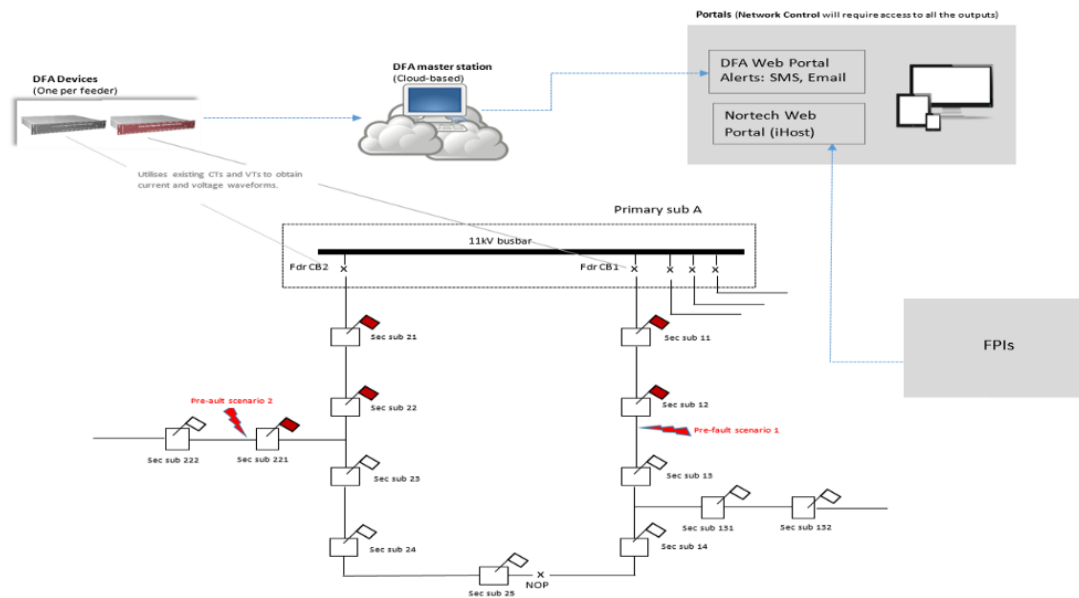 Portals (Network Control will require access to all the outputs)
DFA Devices
(One per feeder)
DFA master station
(Cloud-based)
DFA Web Portal
Alerts: SMS, Email
Nortech Web
Portal (iHost)
Utilises existing CTs and VTs to obtain
current and voltage waveforms.
Primary sub A
11kV busbar
Fdr CB2
Fdr CB1
Sec sub 21
Sec sub 11
FPIs
Pre-ault scenario 2
Sec sub 22
Sec sub 12
Pre-fault scenario 1
Sec sub 222
Sec sub 221
Sec sub 23
Sec sub 13
Sec sub 131
Sec sub 132
Sec sub 24
Sec sub 14
Sec sub 25
NOP